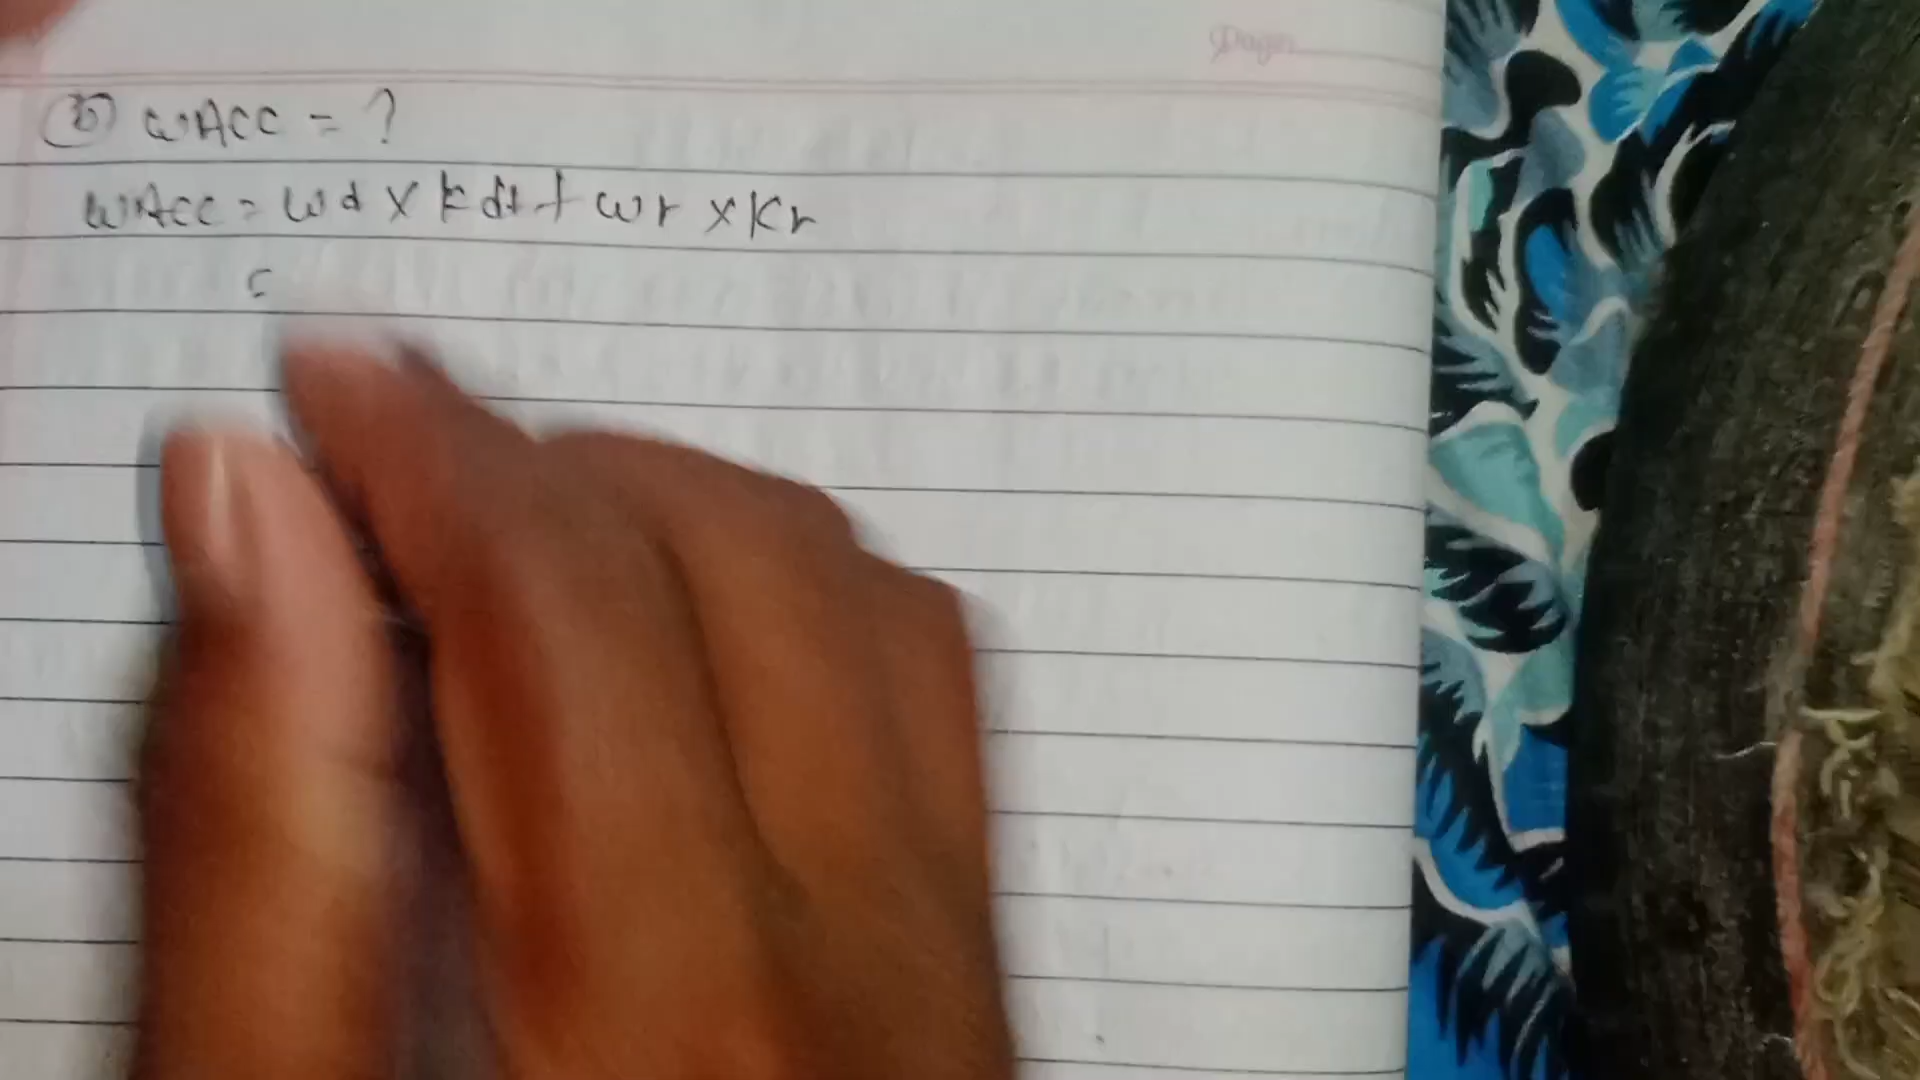 (b) WACC = ?
WACC = wd x kdt + wr x kr
=